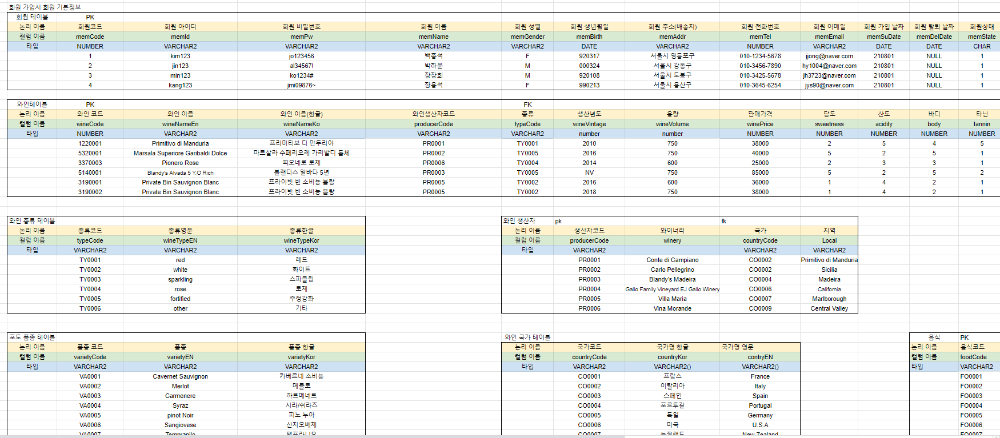 회원 가입시 회원 기본정보
회원 테이블 PK
논리 이름 회원코드 회원 아이디 회원 비밀번호 회원 이름 회원 성별 회원 생년월일 회원 주소(배송지) 회원 전화번호 회원 이메일 회원 가입 날짜 회원 탈퇴 날짜 회원상태
컬럼 이름 memCode memId memPw memName memGender memBirth memAddr memTel memEmail memSuDate memDelDate memState
타입 NUMBER VARCHAR2 VARCHAR2 VARCHAR2 VARCHAR2 DATE VARCHAR2 NUMBER VARCHAR2 DATE DATE CHAR
1 kim123 jo123456 백종석 F 920317 서울시 영등포구 010-1234-5678 jjong@naver.com 210801 NULL 1
2 jin123 al34567! 박하윤 M 000324 서울시 강동구 010-3456-7890 hy1004@naver.com 210801 NULL 1
3 min123 ko1234# 장장희 M 920108 서울시 도봉구 010-3425-5678 jh3723@naver.com 210801 NULL 1
4 kang123 jmi09876~ 장용석 F 990213 서울시 용산구 010-3645-6254 jys90@naver.com 210801 NULL 1
와인테이블 PK FK
논리 이름 와인 코드 와인 이름 와인 이름(한글) 와인생산자코드 종류 생산년도 용량 판매가격 당도 산도 바디 타닌
컬럼 이름 wineCode wineNameEn wineNameKo producerCode typeCode wineVintage wineVolume winePrice sweetness acidity body tannin
타입 NUMBER VARCHAR2 VARCHAR2 VARCHAR2 VARCHAR2 number number NUMBER NUMBER NUMBER NUMBER NUMBER
1220001 Primitivo di Manduria 프리미티보 디 만두리아 PR0001 TY0001 2010 750 38000 2 5 4 5
5320001 Marsala Superiore Garibaldi Dolce 마르살라 수페리오레 가리발디 돌체 PR0002 TY0005 2016 750 40000 5 2 5 1
3370003 Pionero Rose 피오네로 로제 PR0006 TY0004 2014 600 25000 2 3 3 1
5140001 Blandy's Alvada 5 Y.O Rich 블랜디스 알바다 5년 PR0003 TY0005 NV 750 85000 5 2 5 2
3190001 Private Bin Sauvignon Blanc 프라이빗 빈 소비뇽 블랑 PR0005 TY0002 2016 600 36000 1 4 2 1
3190002 Private Bin Sauvignon Blanc 프라이빗 빈 소비뇽 블랑 PR0005 TY0002 2018 750 38000 1 4 2 1
와인 종류 테이블
논리 이름 종류코드 종류영문 종류한글
컬럼 이름 typeCode wineTypeEN wineTypeKor
타입 VARCHAR2 VARCHAR2 VARCHAR2
TY0001 red 레드
TY0002 white 화이트
TY0003 sparkling 스파클링
TY0004 rose 로제
TY0005 fortified 주정강화
TY0006 other 기타
와인 생산자 pk fk
논리 이름 생산자코드 와이너리 국가 지역
컬럼 이름 producerCode winery countryCode Local
타입 VARCHAR2 VARCHAR2 VARCHAR2
PR0001 Conte di Campiano CO0002 Primitivo di Manduria
PR0002 Carlo Pellegrino CO0002 Sicilia
PR0003 Blandy's Madeira CO0004 Madeira
PR0004 Gallo Family Vineyard EJ Gallo Winery CO0006 California
PR0005 Villa Maria CO0007 Marlborough
PR0006 Vina Morande CO0009 Central Valley
포도 품종 테이블
논리 이름 품종 코드 품종 품종 한글
컬럼 이름 varietyCode varietyEN varietyKor
타입 VARCHAR2 VARCHAR2 VARCHAR2
VA0001 Cavernet Sauvignon 카베르네 소비뇽
VA0002 Merlot 메를로
VA0003 Carmenere 까르메네르
VA0004 Syraz 시라/쉬라즈
VA0005 pinot Noir 피노 누아
VA0006 Sangiovese 산지오베제
VA0007 Tempranilo 템프라니요
와인 국가 테이블
논리 이름 국가코드 국가명 한글 국가명 영문
컬럼 이름 countryCode countryKor contryEN
타입 VARCHAR2 VARCHAR2() VARCHAR2()
CO0001 프랑스 France
CO0002 이탈리아 Italy
CO0003 스페인 Spain
CO0004 포르투갈 Portugal
CO0005 독일 Germany
CO0006 미국 U.S.A
CO0007 뉴질랜드 New Zealand
음식 PK
논리 이름 음식코드
컬럼 이름 foodCode
타입 VARCHAR2
FO0001
FO0002
FO0003
FO0004
FO0005
FO0006
FO0007